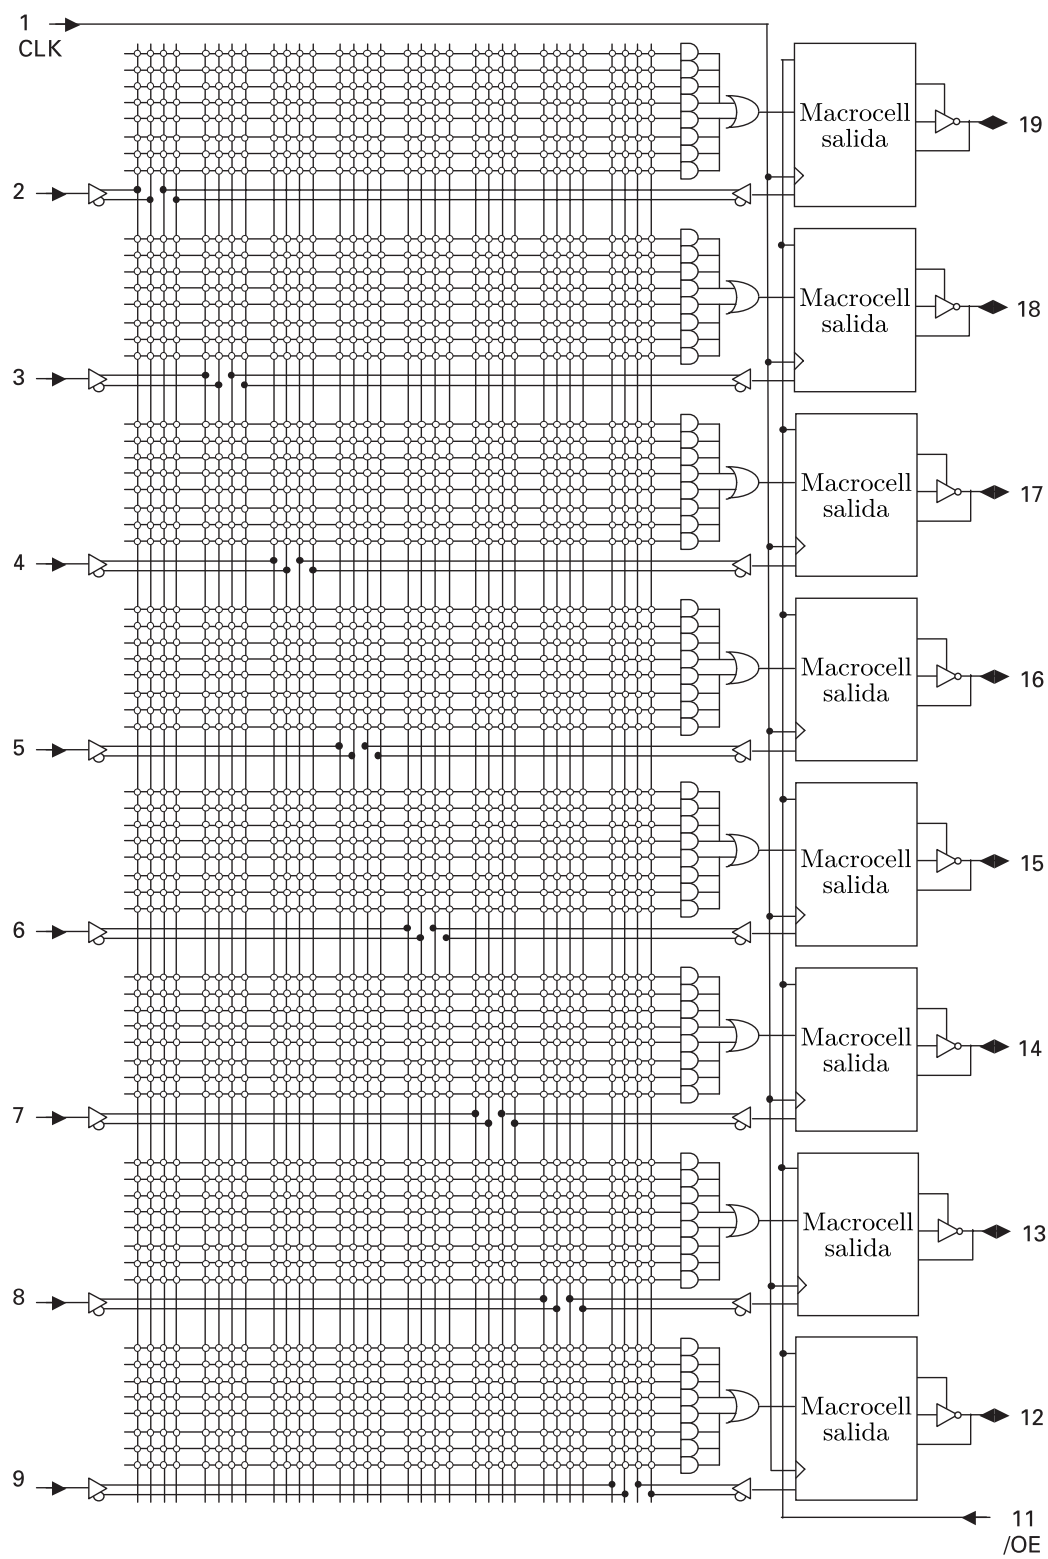 1
CLK
Macrocell
salida
19
2
Macrocell
salida
18
3
Macrocell
salida
17
4
Macrocell
salida
16
5
Macrocell
salida
15
6
Macrocell
salida
14
7
Macrocell
salida
13
8
Macrocell
salida
12
9
11
/OE